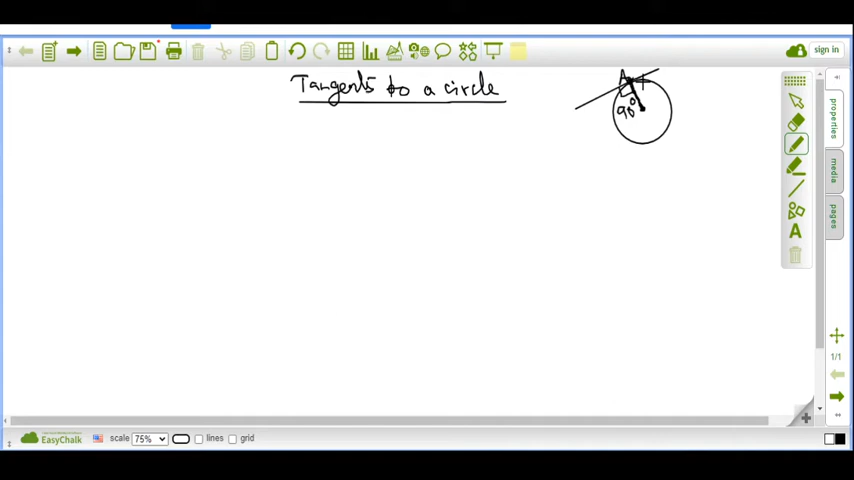 sign in
Tangents to a circle
A
90°
properties
media
pages
A
1/1
EasyChalk
scale
75%
lines
grid